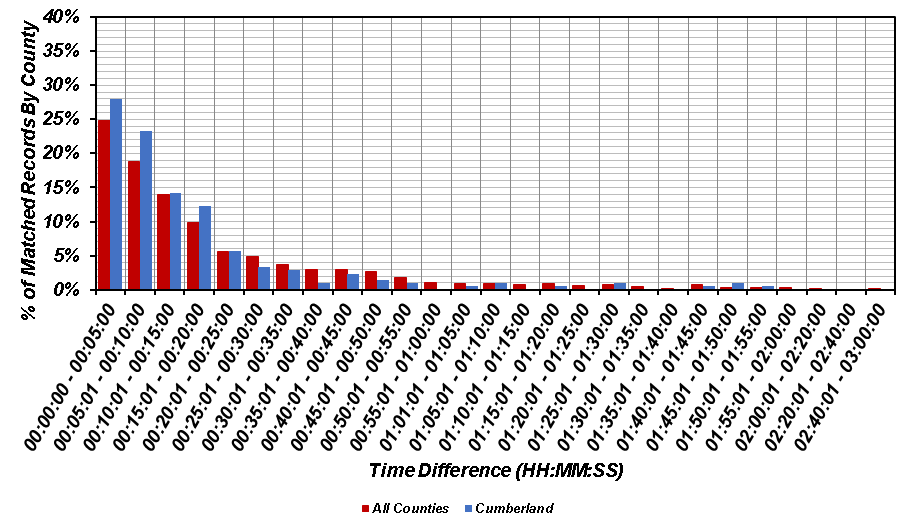 % of Matched Records By County
40%
35%
30%
25%
20%
15%
10%
5%
0%
00:00:00 - 00:05:00
00:05:01 - 00:10:00
00:10:01 - 00:15:00
00:15:01 - 00:20:00
00:20:01 - 00:25:00
00:25:01 - 00:30:00
00:30:01 - 00:35:00
00:35:01 - 00:40:00
00:40:01 - 00:45:00
00:45:01 - 00:50:00
00:50:01 - 00:55:00
00:55:01 - 01:00:00
01:01:00 - 01:05:00
01:05:01 - 01:10:00
01:10:01 - 01:15:00
01:15:01 - 01:20:00
01:20:01 - 01:25:00
01:25:01 - 01:30:00
01:30:01 - 01:35:00
01:35:01 - 01:40:00
01:40:01 - 01:45:00
01:45:01 - 01:50:00
01:50:01 - 01:55:00
01:55:01 - 02:00:00
02:00:01 - 02:20:00
02:20:01 - 02:40:00
02:40:01 - 03:00:00
Time Difference (HH:MM:SS)
All Counties
Cumberland